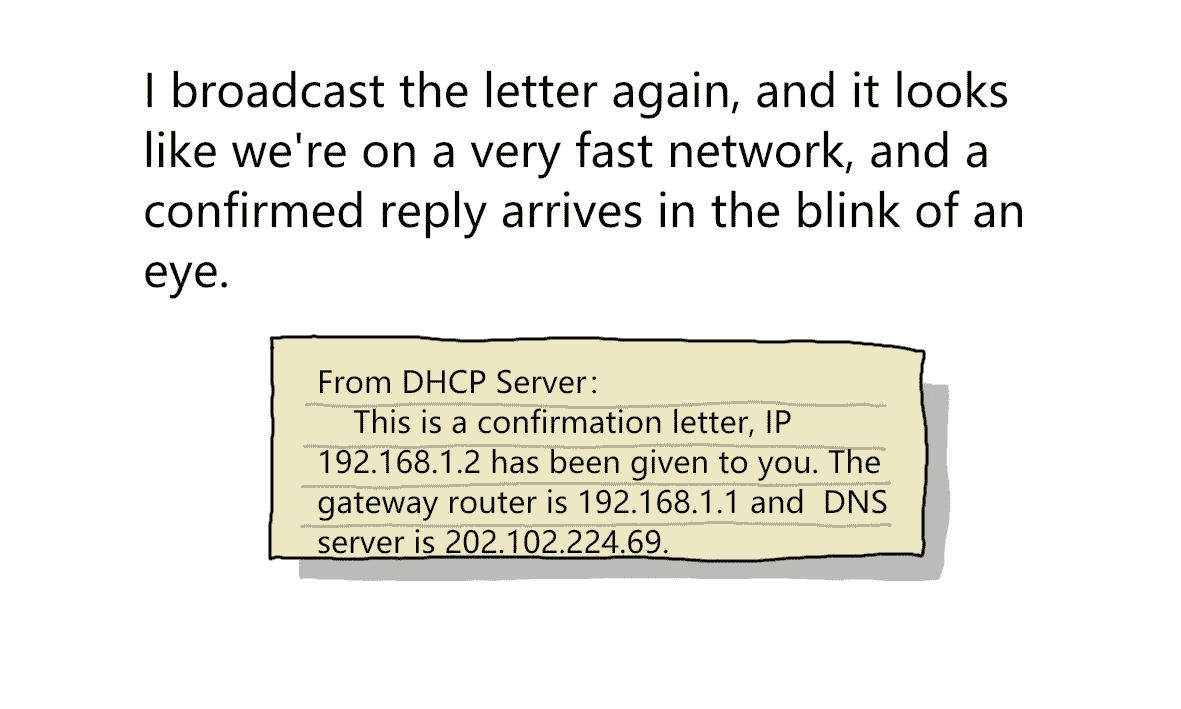 I broadcast the letter again, and it looks
like we're on a very fast network, and a
confirmed reply arrives in the blink of an
eye.
From DHCP Server:
This is a confirmation letter, IP
192.168.1.2 has been given to you. The
gateway router is 192.168.1.1 and  DNS
server is 202.102.224.69.